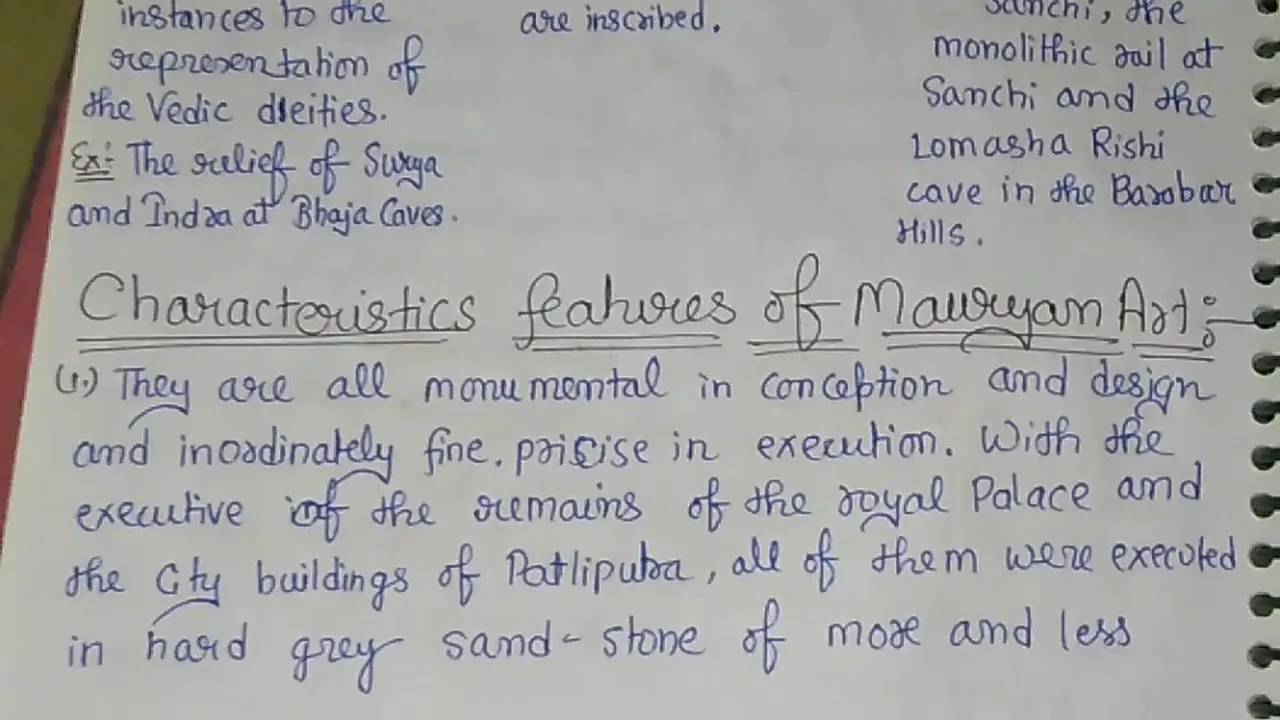 instances to the
representation of
the Vedic dieities.
Ex:- The relief of Surya
and Indra at Bhaja Caves.
are inscribed.
Sanchi, the
monolithic rail at
Sanchi and the
Lomasha Rishi
cave in the Barabar
Hills.
Characteristics features of Mauryan Art:-
(1.) They are all monumental in conception and design
and inordinately fine, pricise in execution. With the
executive of the remains of the royal Palace and
the City buildings of Patliputra, all of them were executed
in hard grey sand-stone of more and less